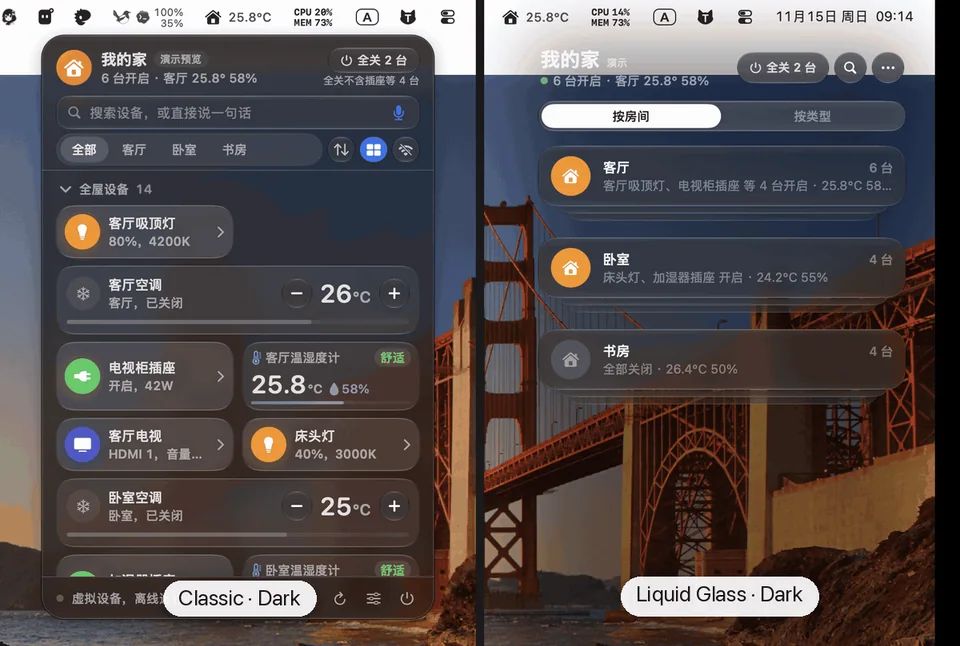 100%
35%
25.8°C
CPU 20%
MEM 73%
A
我的家 演示预览
全关 2 台
6 台开启 · 客厅 25.8° 58%
全关不含插座等 4 台
搜索设备，或直接说一句话
全部 客厅 卧室 书房
全屋设备 14
客厅吸顶灯
80%，4200K
客厅空调
客厅，已关闭
26°C
电视柜插座
开启，42W
客厅温湿度计 舒适
25.8°C 58%
客厅电视
HDMI 1，音量...
床头灯
40%，3000K
卧室空调
卧室，已关闭
25°C
卧室温湿度计 舒适
虚拟设备，离线
Classic · Dark
25.8°C
CPU 14%
MEM 73%
A
11月15日 周日 09:14
我的家 演示
6 台开启 · 客厅 25.8° 58%
全关 2 台
按房间 按类型
客厅 6 台
客厅吸顶灯、电视柜插座 等 4 台开启 · 25.8°C 58...
卧室 4 台
床头灯、加湿器插座 开启 · 24.2°C 55%
书房 4 台
全部关闭 · 26.4°C 50%
Liquid Glass · Dark